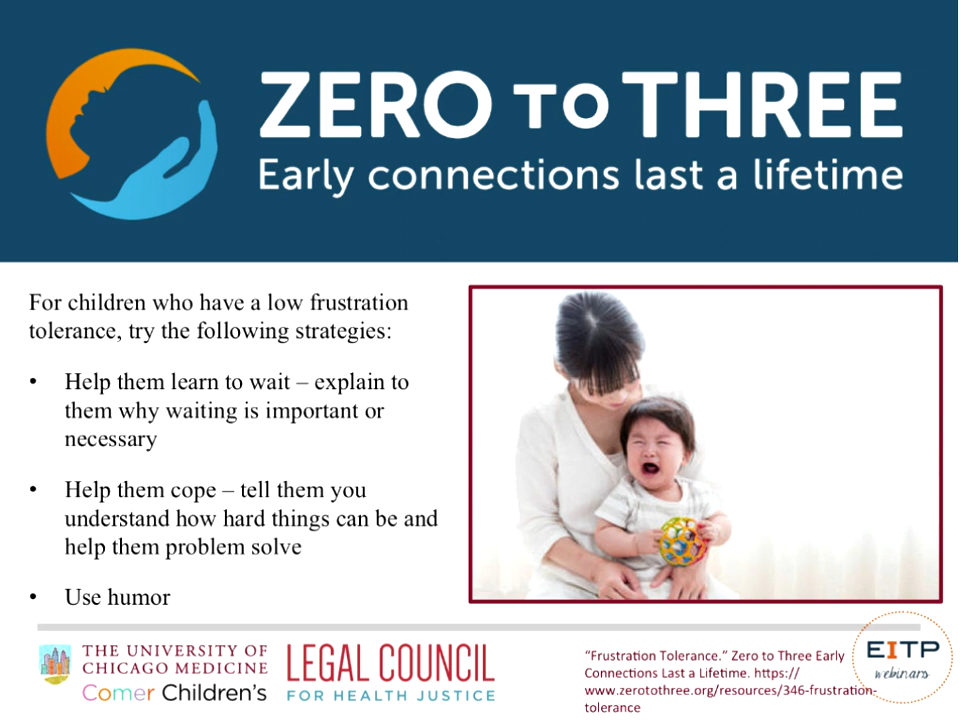 ZERO TO THREE
Early connections last a lifetime
For children who have a low frustration
tolerance, try the following strategies:
• Help them learn to wait – explain to
them why waiting is important or
necessary
• Help them cope – tell them you
understand how hard things can be and
help them problem solve
• Use humor
THE UNIVERSITY OF
CHICAGO MEDICINE
Comer Children's
LEGAL COUNCIL
FOR HEALTH JUSTICE
“Frustration Tolerance.” Zero to Three Early
Connections Last a Lifetime. https://
www.zerotothree.org/resources/346-frustration-
tolerance
EITP
webinars